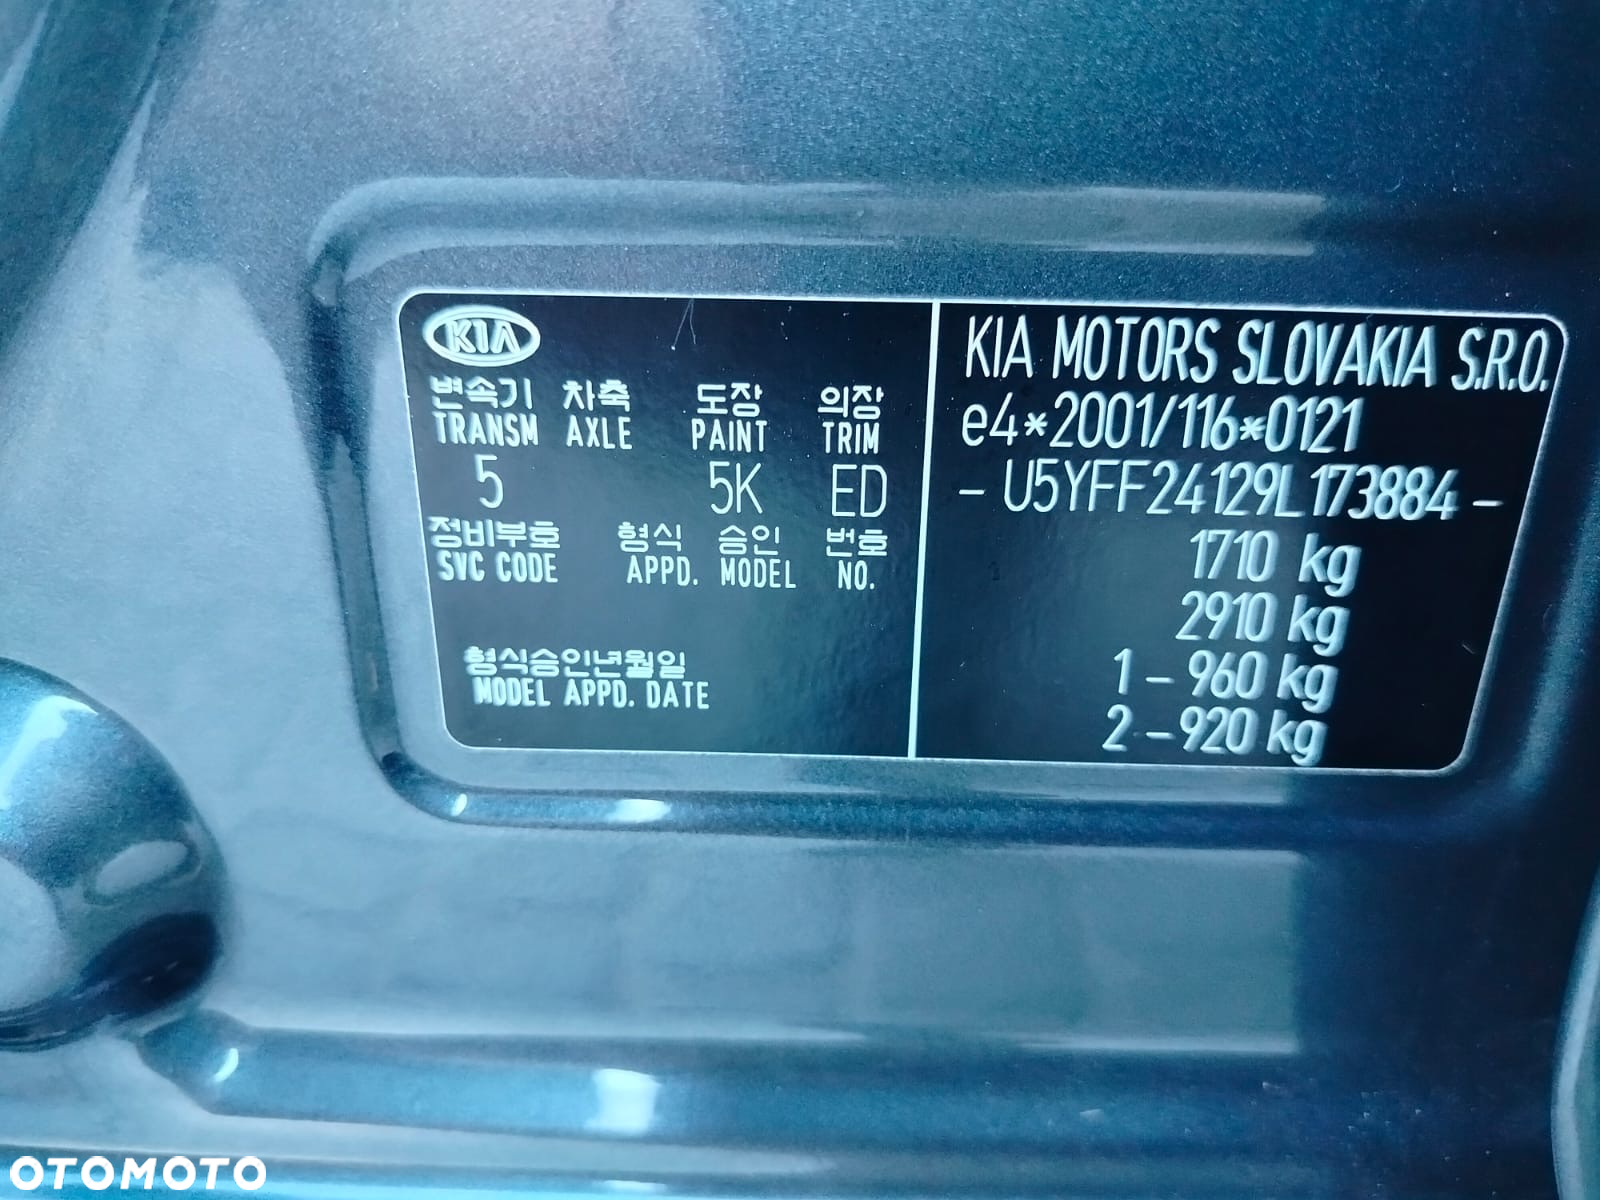 KIA
변속기 차축 도장 의장
TRANSM AXLE PAINT TRIM
5 5K ED
정비부호 형식 승인 번호
SVC CODE APPD. MODEL NO.
형식승인년월일
MODEL APPD. DATE
KIA MOTORS SLOVAKIA S.R.O.
e4*2001/116*0121
- U5YFF24129L173884 -
1710 kg
2910 kg
1 - 960 kg
2 - 920 kg
OTOMOTO